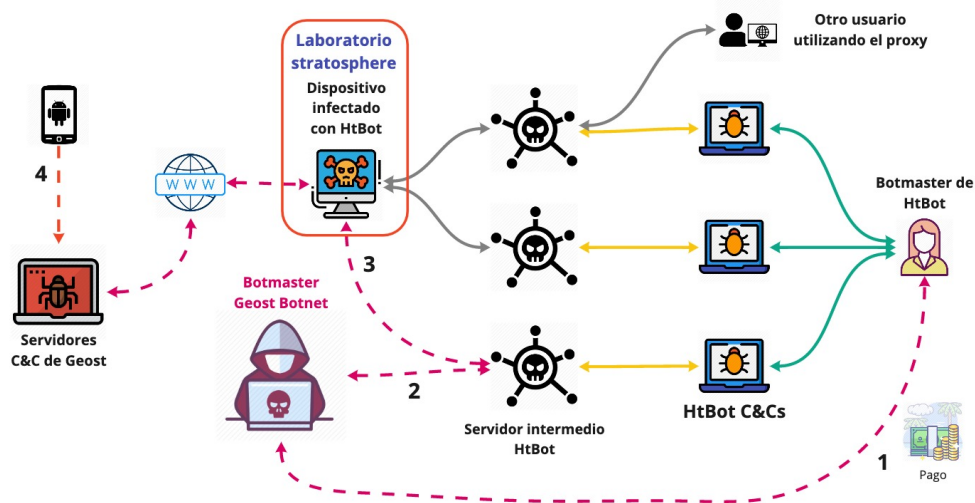 Otro usuario
utilizando el proxy
Laboratorio
stratosphere
Dispositivo
infectado
con HtBot
4
WWW
Botmaster de
HtBot
3
Botmaster
Geost Botnet
Servidores
C&C de Geost
2
Servidor intermedio
HtBot
HtBot C&Cs
1
Pago